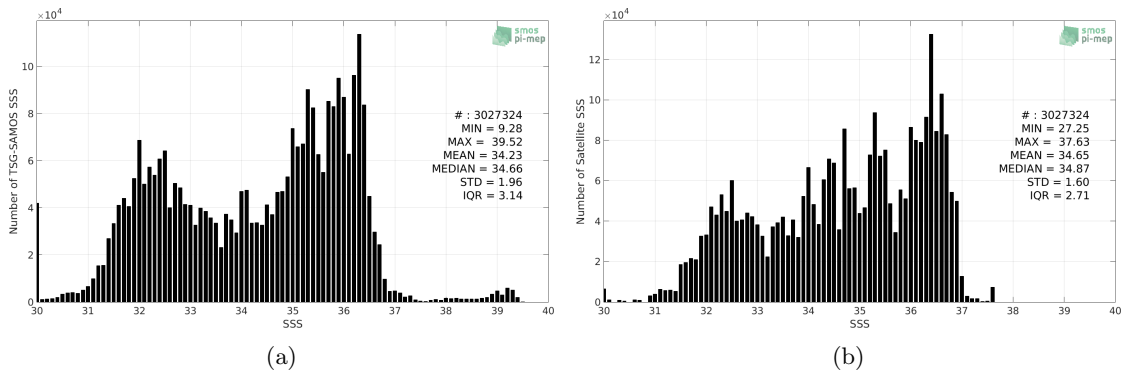 ×10⁴
smos
pi-mep
Number of TSG-SAMOS SSS
10
8
6
4
2
0
# : 3027324
MIN = 9.28
MAX = 39.52
MEAN = 34.23
MEDIAN = 34.66
STD = 1.96
IQR = 3.14
30 31 32 33 34 35 36 37 38 39 40
SSS
(a)
×10⁴
smos
pi-mep
Number of Satellite SSS
12
10
8
6
4
2
0
# : 3027324
MIN = 27.25
MAX = 37.63
MEAN = 34.65
MEDIAN = 34.87
STD = 1.60
IQR = 2.71
30 31 32 33 34 35 36 37 38 39 40
SSS
(b)